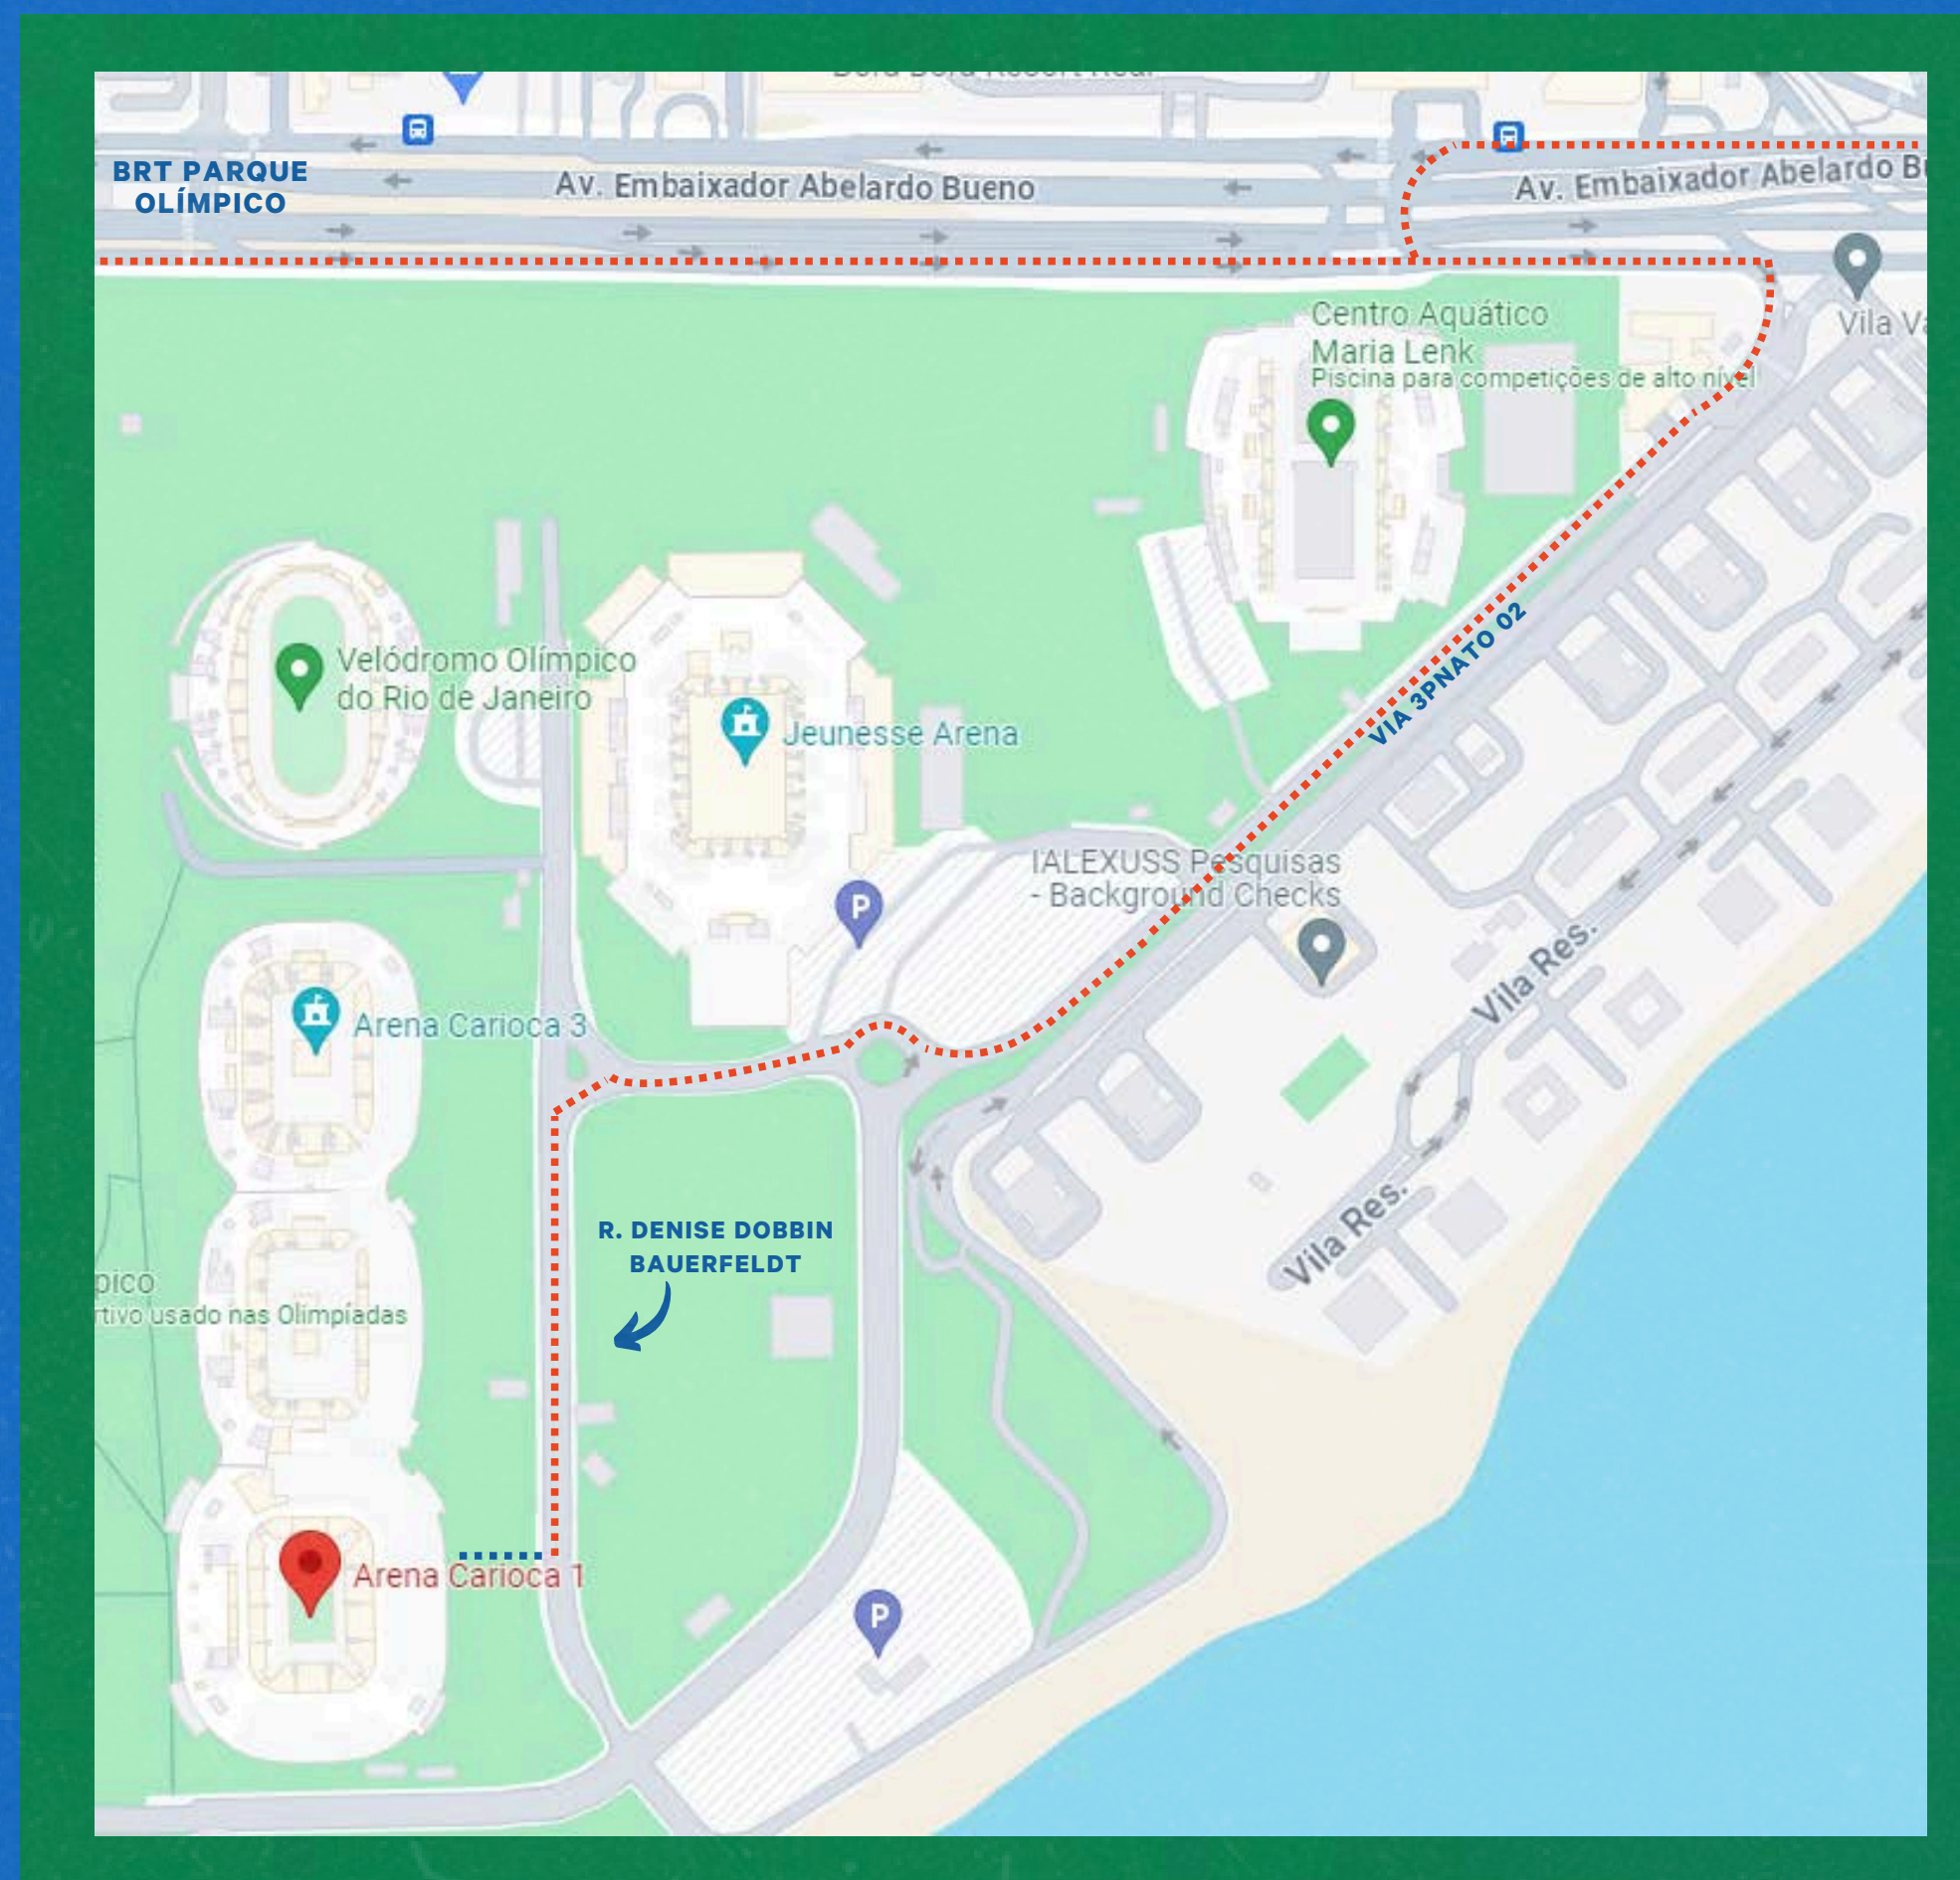 BRT PARQUE
OLÍMPICO
Av. Embaixador Abelardo Bueno
Av. Embaixador Abelardo B
Centro Aquático
Maria Lenk
Piscina para competições de alto nível
Vila Va
Velódromo Olímpico
do Rio de Janeiro
Jeunesse Arena
VIA 3PNATO 02
IALEXUSS Pesquisas
- Background Checks
P
Vila Res.
Arena Carioca 3
Vila Res.
R. DENISE DOBBIN
BAUERFELDT
pico
rtivo usado nas Olimpíadas
Arena Carioca 1
P